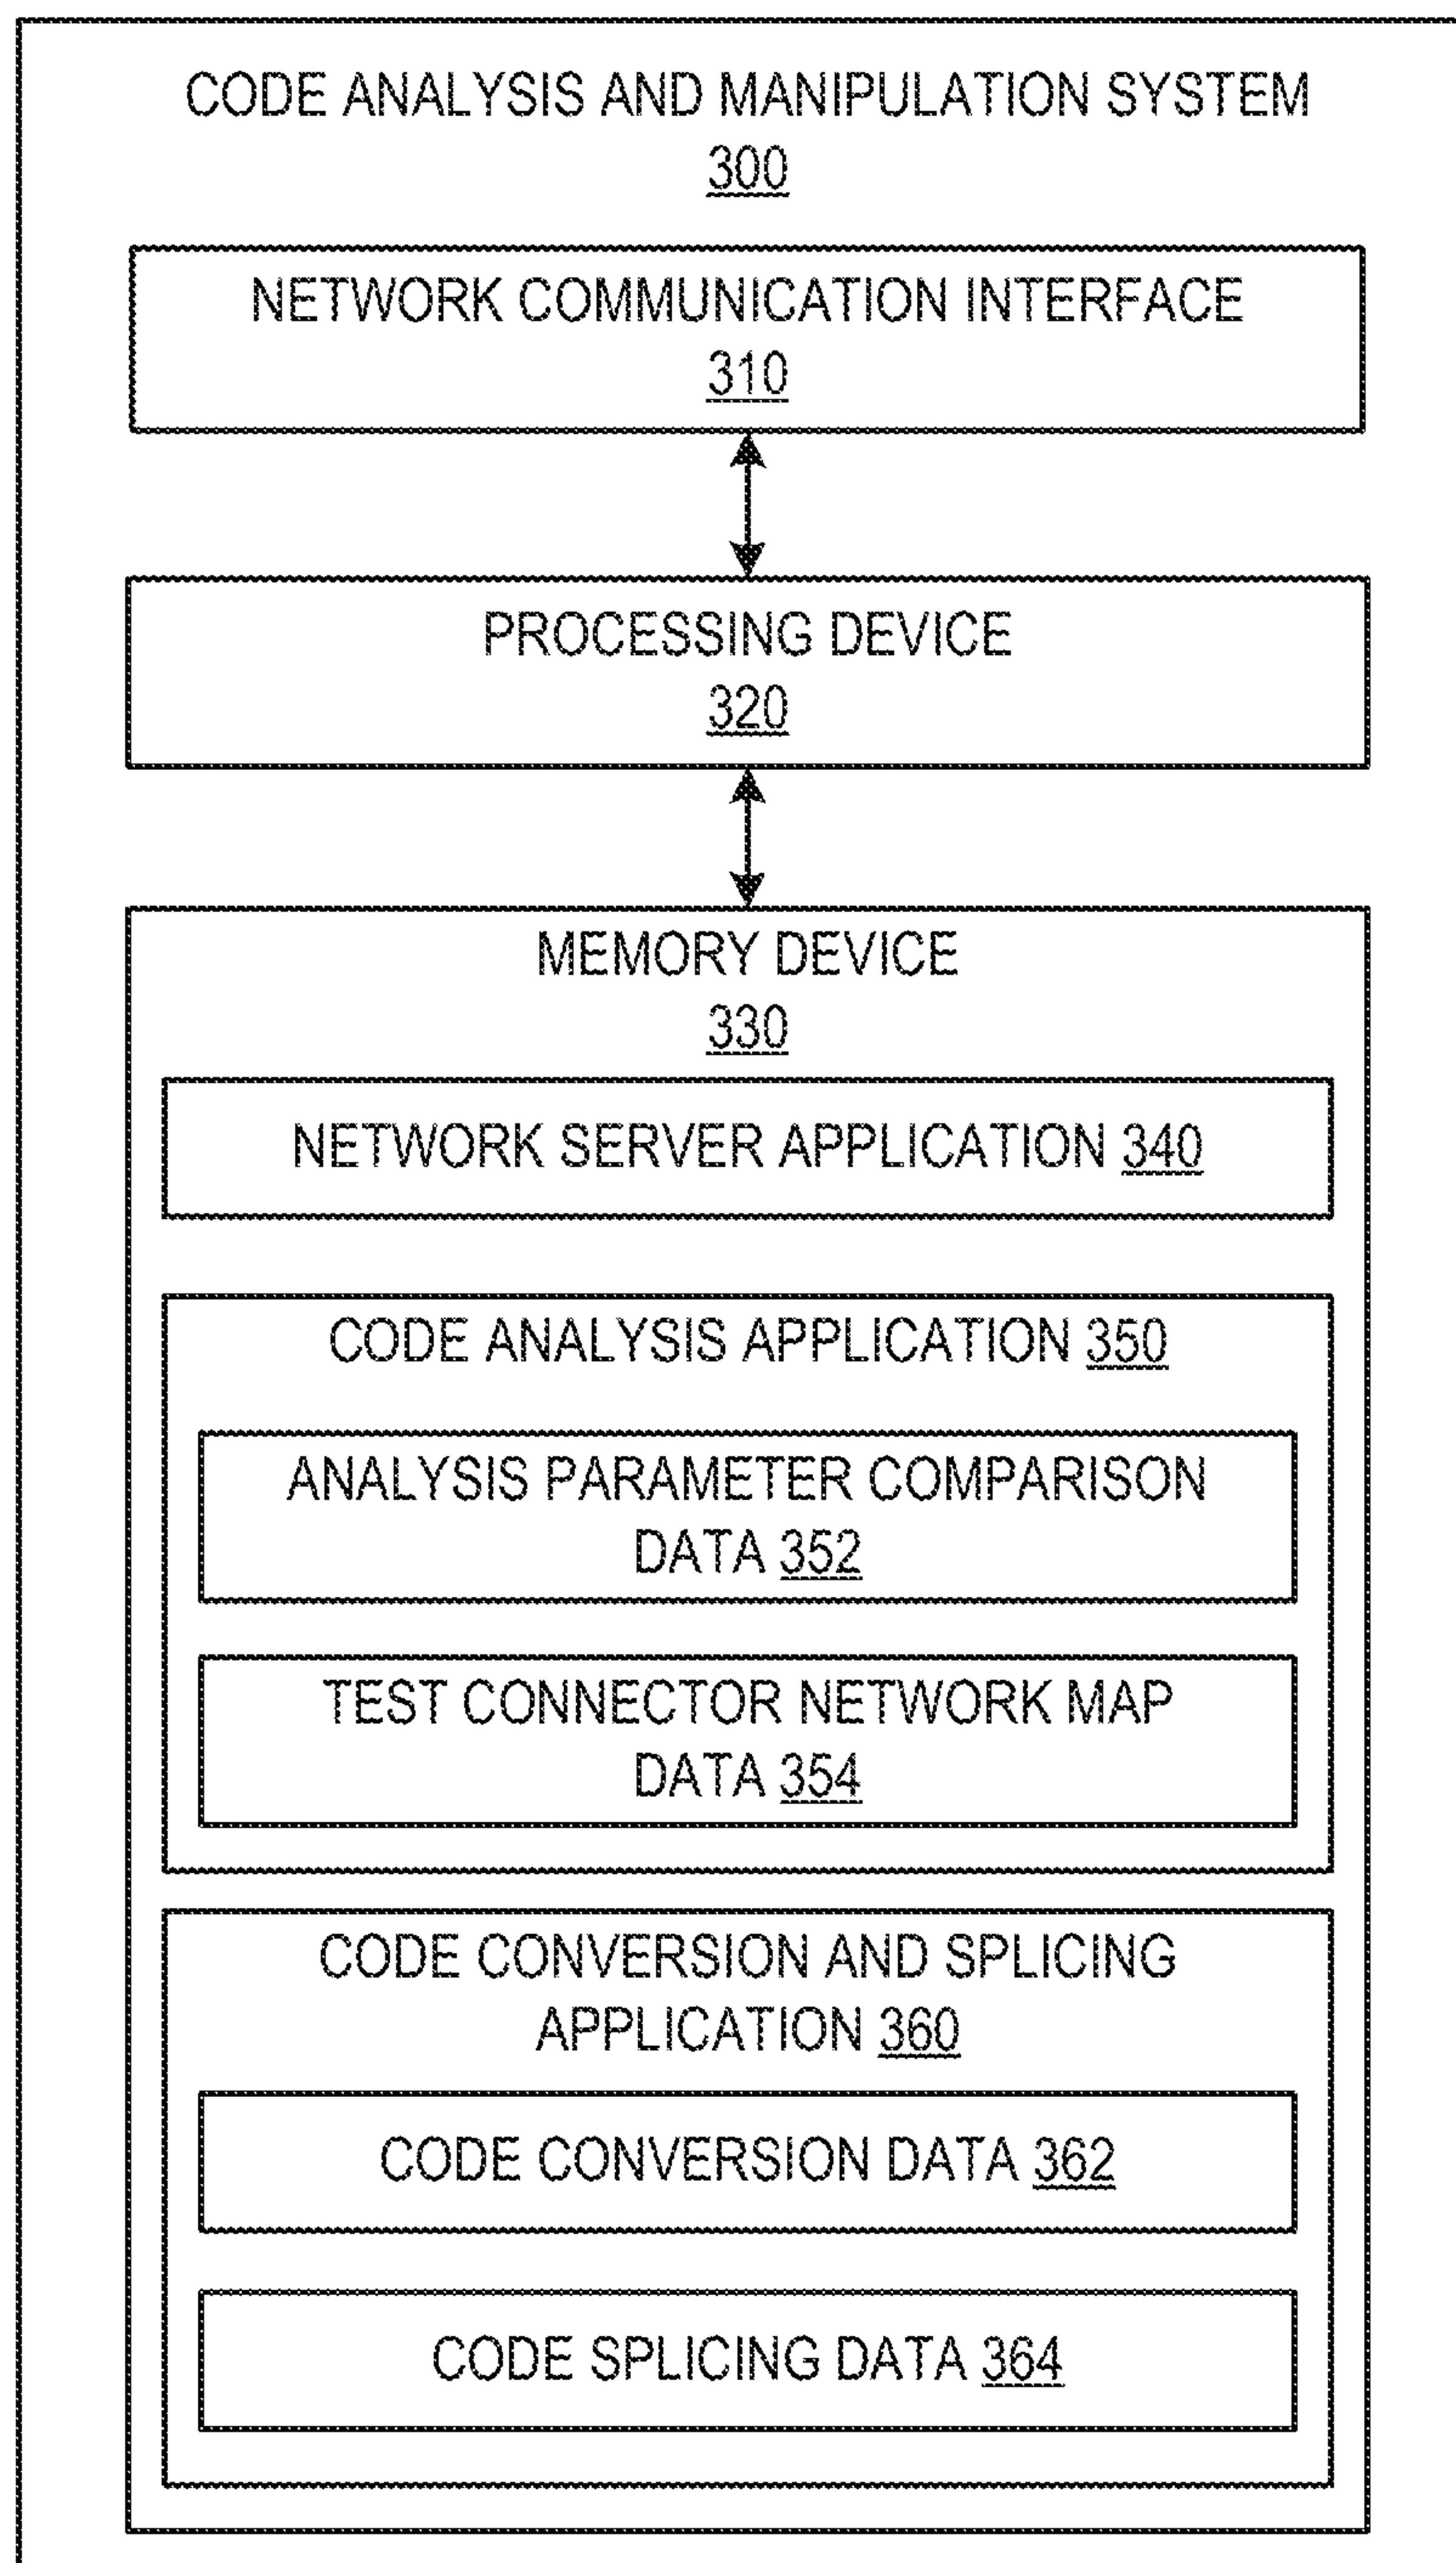 CODE ANALYSIS AND MANIPULATION SYSTEM
300
NETWORK COMMUNICATION INTERFACE
310
PROCESSING DEVICE
320
MEMORY DEVICE
330
NETWORK SERVER APPLICATION 340
CODE ANALYSIS APPLICATION 350
ANALYSIS PARAMETER COMPARISON
DATA 352
TEST CONNECTOR NETWORK MAP
DATA 354
CODE CONVERSION AND SPLICING
APPLICATION 360
CODE CONVERSION DATA 362
CODE SPLICING DATA 364